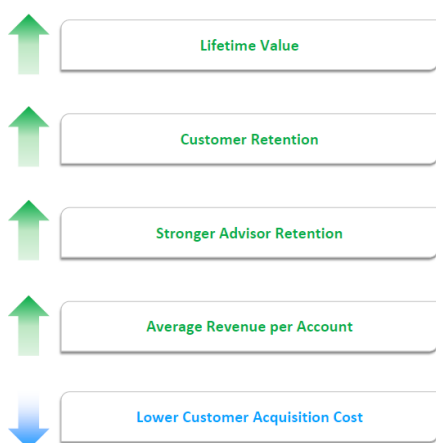 Lifetime Value
Customer Retention
Stronger Advisor Retention
Average Revenue per Account
Lower Customer Acquisition Cost